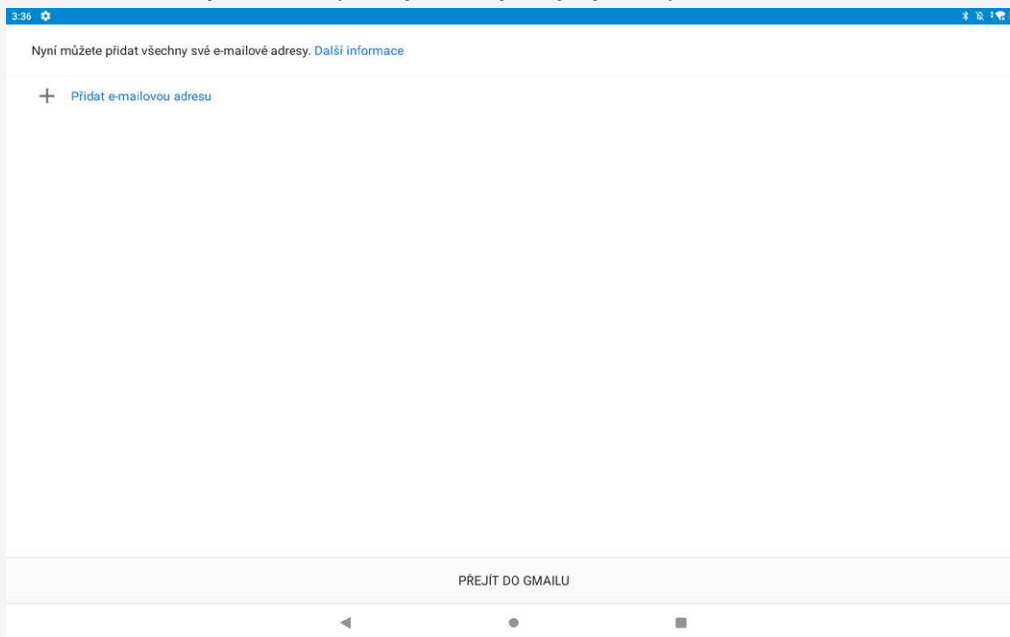 3:36
Nyní můžete přidat všechny své e-mailové adresy. Další informace
Přidat e-mailovou adresu
PŘEJÍT DO GMAILU